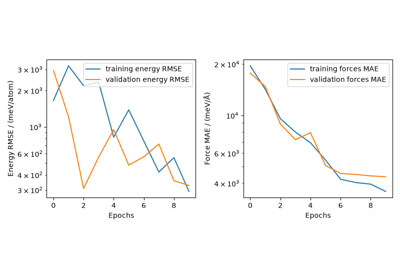 training energy RMSE
validation energy RMSE
Energy RMSE / (meV/atom)
3 × 10³
2 × 10³
10³
6 × 10²
4 × 10²
3 × 10²
0 2 4 6 8
Epochs
training forces MAE
validation forces MAE
Force MAE / (meV/Å)
2 × 10⁴
10⁴
6 × 10³
4 × 10³
0 2 4 6 8
Epochs